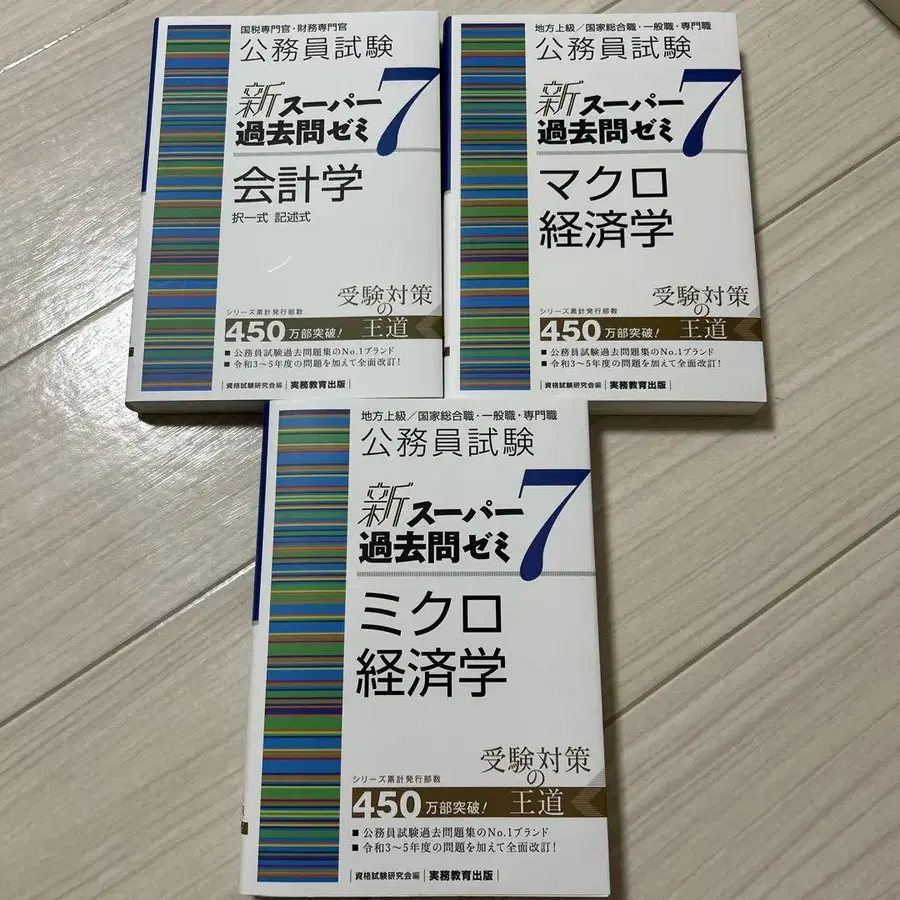 国税専門官・財務専門官
公務員試験
新スーパー
過去問ゼミ
7
会計学
択一式 記述式
受験対策
の
王道
シリーズ累計発行部数
450万部突破!
■ 公務員試験過去問題集のNo.1ブランド
■ 令和3~5年度の問題を加えて全面改訂!
資格試験研究会編
実務教育出版
地方上級/国家総合職・一般職・専門職
公務員試験
新スーパー
過去問ゼミ
7
マクロ
経済学
受験対策
の
王道
シリーズ累計発行部数
450万部突破!
■ 公務員試験過去問題集のNo.1ブランド
■ 令和3~5年度の問題を加えて全面改訂!
資格試験研究会編
実務教育出版
地方上級/国家総合職・一般職・専門職
公務員試験
新スーパー
過去問ゼミ
7
ミクロ
経済学
受験対策
の
王道
シリーズ累計発行部数
450万部突破!
■ 公務員試験過去問題集のNo.1ブランド
■ 令和3~5年度の問題を加えて全面改訂!
資格試験研究会編
実務教育出版